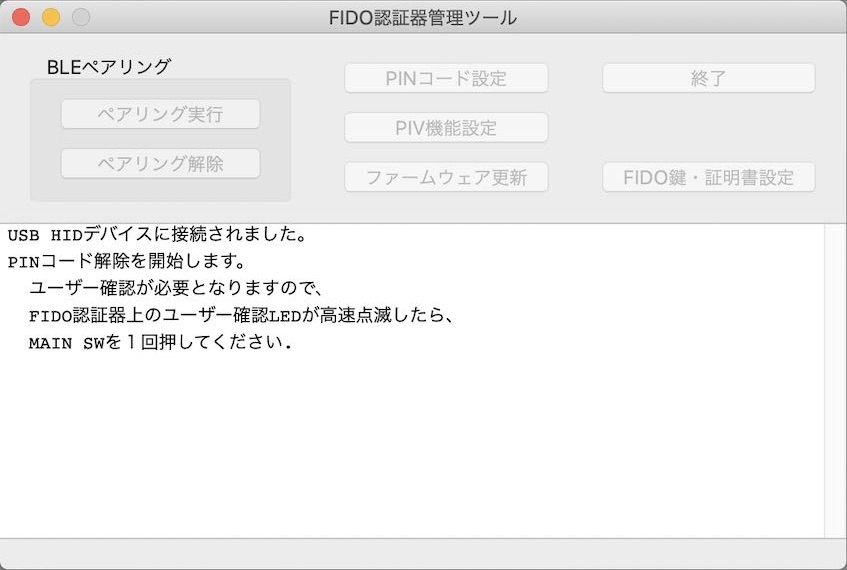 FIDO認証器管理ツール
BLEペアリング
ペアリング実行
ペアリング解除
PINコード設定
PIV機能設定
ファームウェア更新
終了
FIDO鍵・証明書設定
USB HIDデバイスに接続されました。
PINコード解除を開始します。
ユーザー確認が必要となりますので、
FIDO認証器上のユーザー確認LEDが高速点滅したら、
MAIN SWを１回押してください.